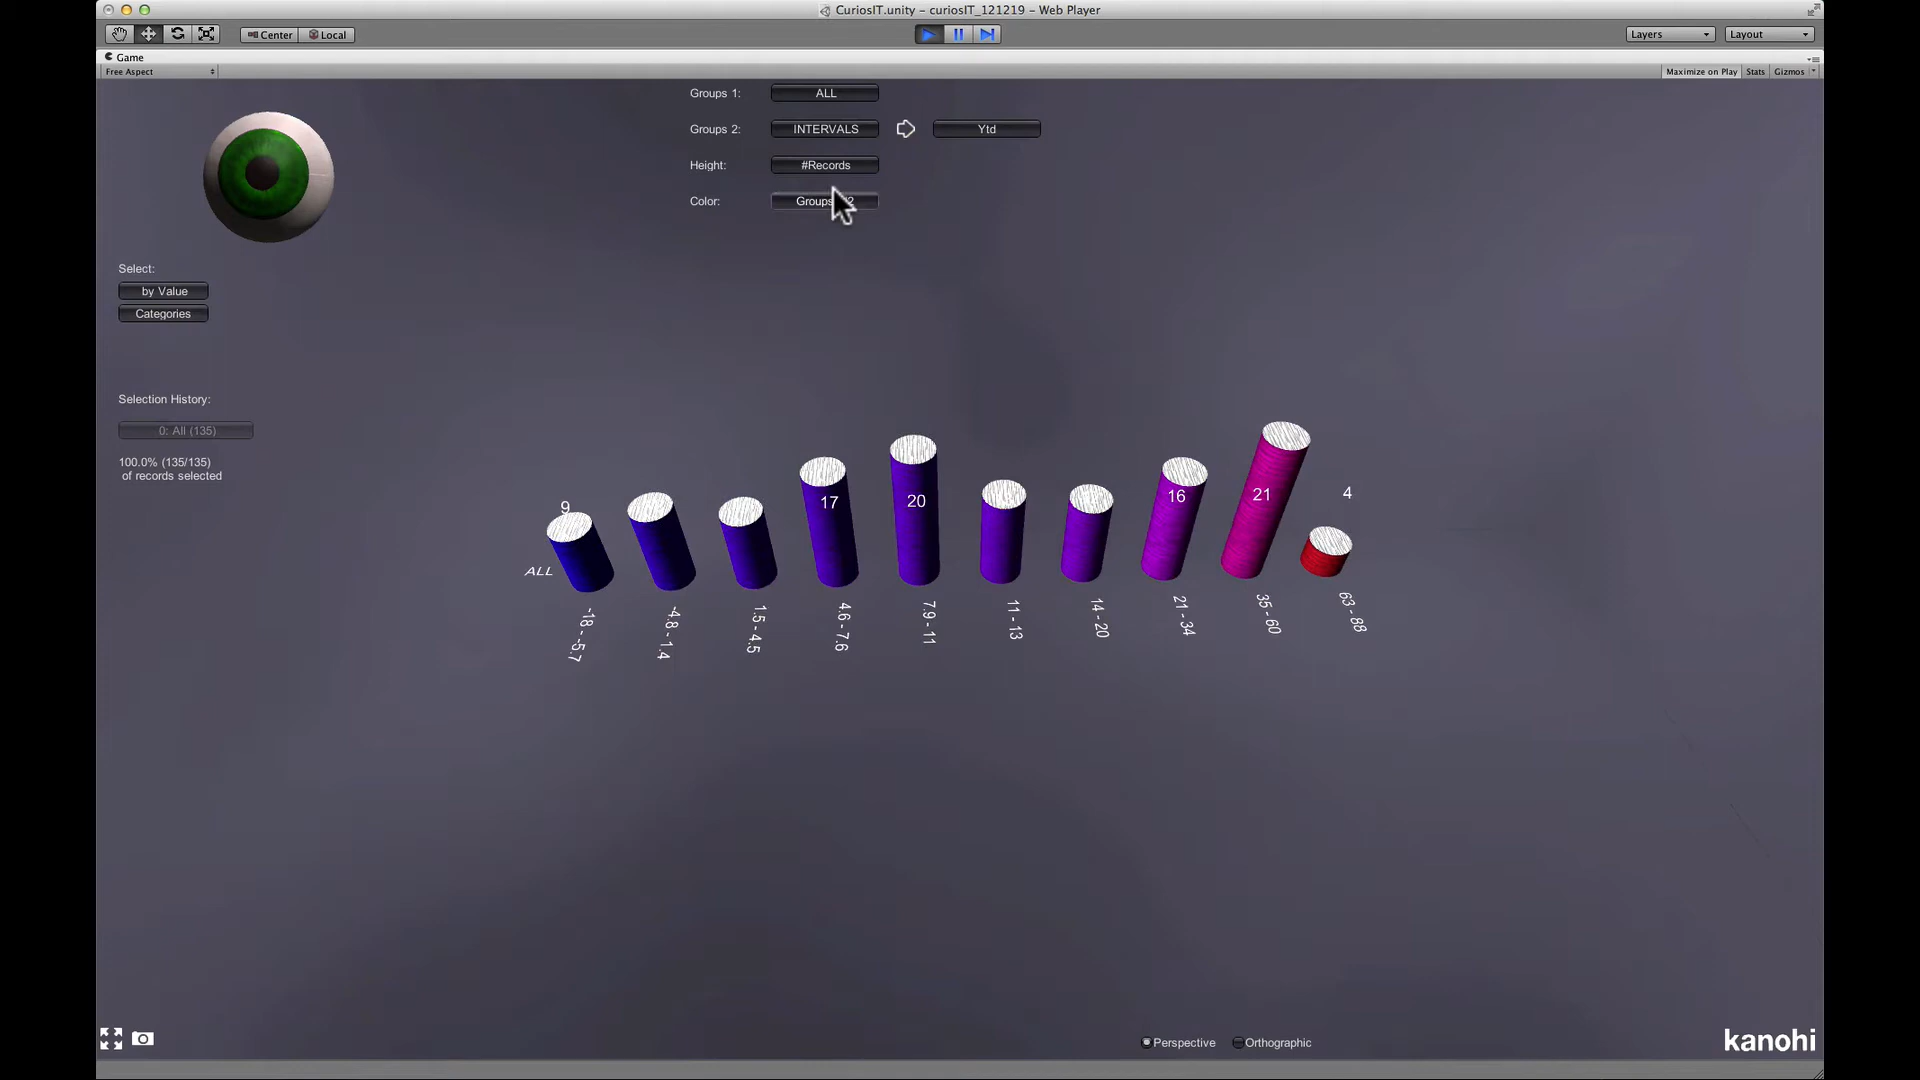 CuriosIT.unity – curiosIT_121219 – Web Player
Center
Local
Layers
Layout
Game
Free Aspect
Maximize on Play
Stats
Gizmos
Groups 1:
ALL
Groups 2:
INTERVALS
Ytd
Height:
#Records
Color:
Groups 2
Select:
by Value
Categories
Selection History:
0: All (135)
100.0% (135/135)
of records selected
9
17
20
16
21
4
ALL
-18 - -5.7
-4.8 - 1.4
1.5 - 4.5
4.6 - 7.6
7.9 - 11
11 - 13
14 - 20
21 - 34
35 - 60
63 - 88
Perspective
Orthographic
kanohi